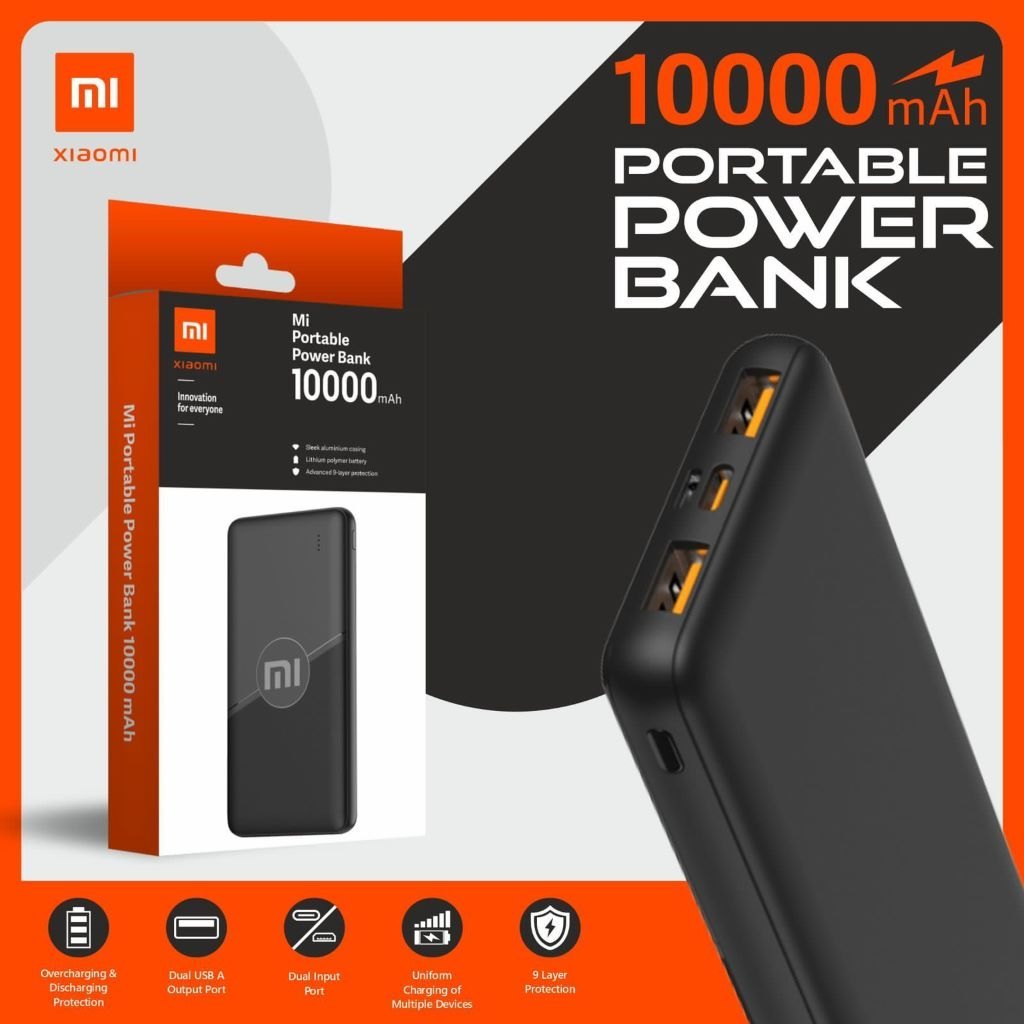 mi
xiaomi
10000 mAh
PORTABLE
POWER
BANK
mi
xiaomi
Innovation
for everyone
Mi
Portable
Power Bank
10000mAh
Sleek aluminium casing
Lithium polymer battery
Advanced 9-layer protection
Mi Portable Power Bank 10000 mAh
mi
Overcharging &
Discharging
Protection
Dual USB A
Output Port
Dual Input
Port
Uniform
Charging of
Multiple Devices
9 Layer
Protection